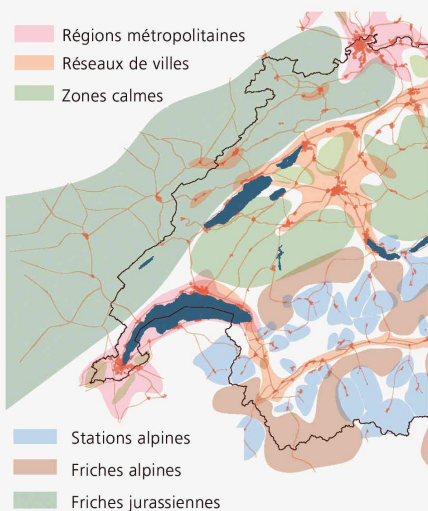 Régions métropolitaines
Réseaux de villes
Zones calmes
Stations alpines
Friches alpines
Friches jurassiennes